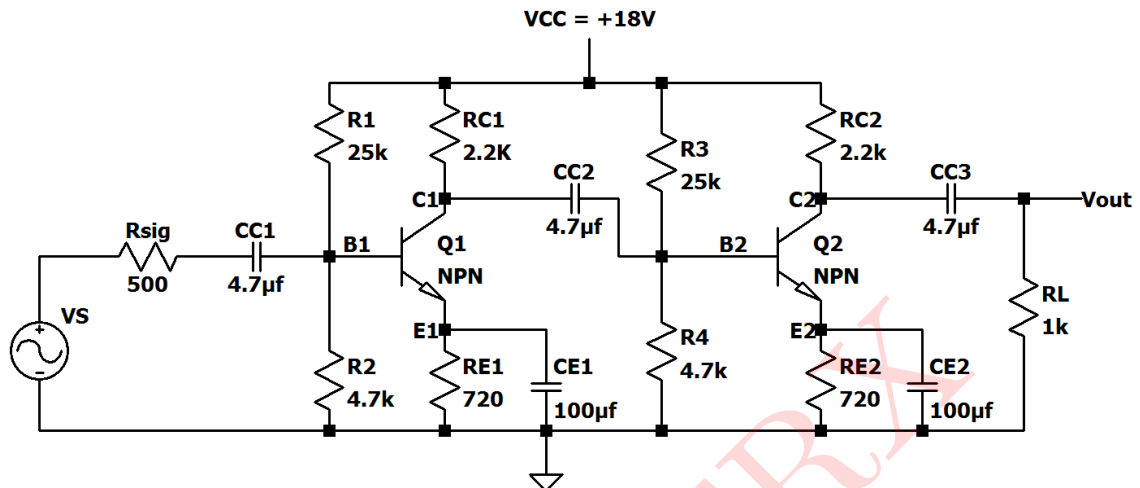 VCC = +18V
R1
25k
RC1
2.2K
R3
25k
RC2
2.2k
C1
CC2
4.7µf
C2
CC3
4.7µf
Vout
Rsig
500
CC1
4.7µf
B1
Q1
NPN
B2
Q2
NPN
VS
E1
R2
4.7k
RE1
720
CE1
100µf
R4
4.7k
E2
RE2
720
CE2
100µf
RL
1k